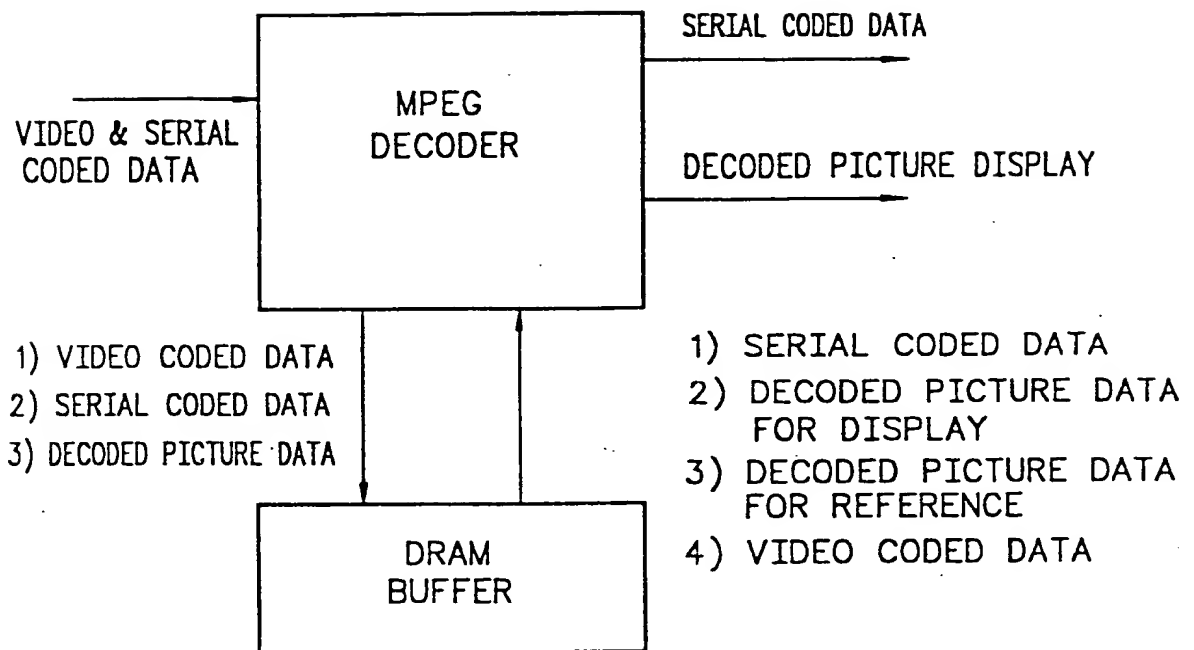 SERIAL CODED DATA
MPEG
DECODER
VIDEO & SERIAL
CODED DATA
DECODED PICTURE DISPLAY
1) VIDEO CODED DATA
2) SERIAL CODED DATA
3) DECODED PICTURE DATA
1) SERIAL CODED DATA
2) DECODED PICTURE DATA
FOR DISPLAY
3) DECODED PICTURE DATA
FOR REFERENCE
4) VIDEO CODED DATA
DRAM
BUFFER